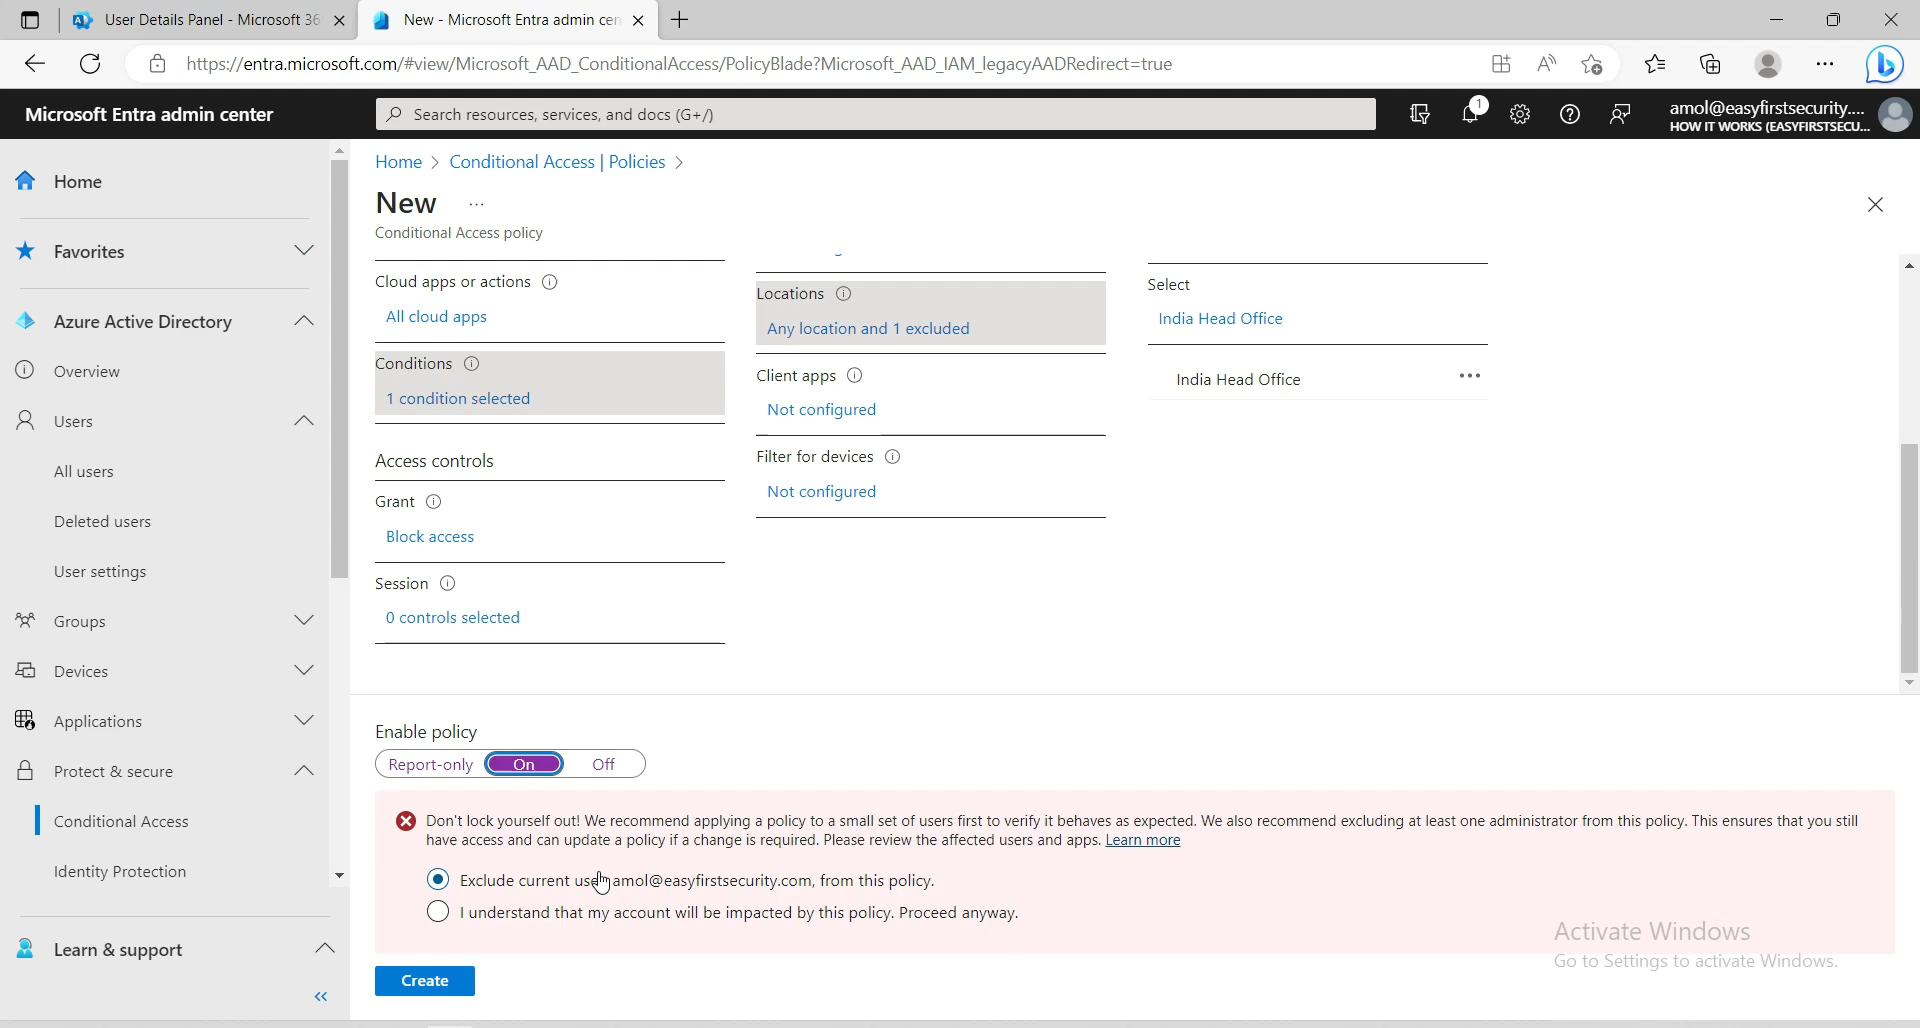 User Details Panel - Microsoft 36
New - Microsoft Entra admin cen
https://entra.microsoft.com/#view/Microsoft_AAD_ConditionalAccess/PolicyBlade?Microsoft_AAD_IAM_legacyAADRedirect=true
Microsoft Entra admin center
Search resources, services, and docs (G+/)
1
amol@easyfirstsecurity....
HOW IT WORKS (EASYFIRSTSECU...
Home
Favorites
Azure Active Directory
Overview
Users
All users
Deleted users
User settings
Groups
Devices
Applications
Protect & secure
Conditional Access
Identity Protection
Learn & support
Home > Conditional Access | Policies >
New ...
Conditional Access policy
Cloud apps or actions
All cloud apps
Conditions
1 condition selected
Access controls
Grant
Block access
Session
0 controls selected
Locations
Any location and 1 excluded
Client apps
Not configured
Filter for devices
Not configured
Select
India Head Office
India Head Office
Enable policy
Report-only On Off
Don't lock yourself out! We recommend applying a policy to a small set of users first to verify it behaves as expected. We also recommend excluding at least one administrator from this policy. This ensures that you still
have access and can update a policy if a change is required. Please review the affected users and apps. Learn more
Exclude current user, amol@easyfirstsecurity.com, from this policy.
I understand that my account will be impacted by this policy. Proceed anyway.
Create
Activate Windows
Go to Settings to activate Windows.